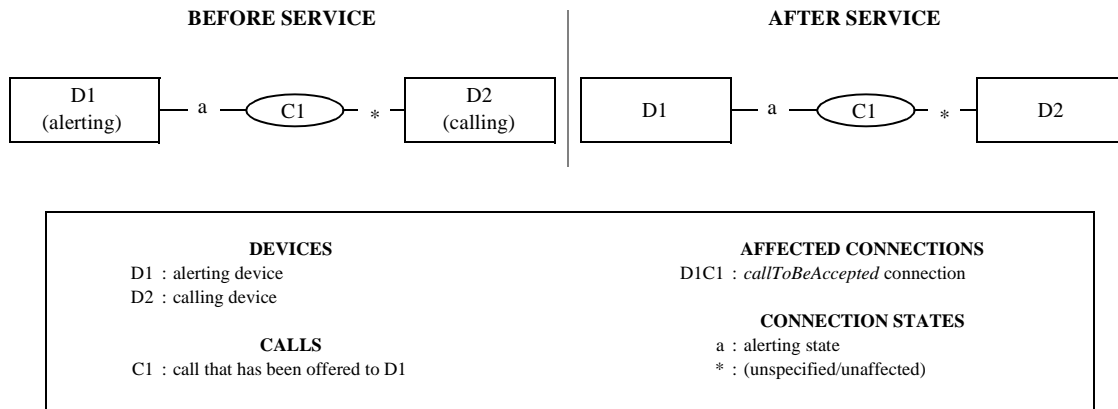 BEFORE SERVICE
AFTER SERVICE
D1
(alerting)
a
C1
*
D2
(calling)
D1
a
C1
*
D2
DEVICES
D1 : alerting device
D2 : calling device
CALLS
C1 : call that has been offered to D1
AFFECTED CONNECTIONS
D1C1 : callToBeAccepted connection
CONNECTION STATES
a : alerting state
* : (unspecified/unaffected)